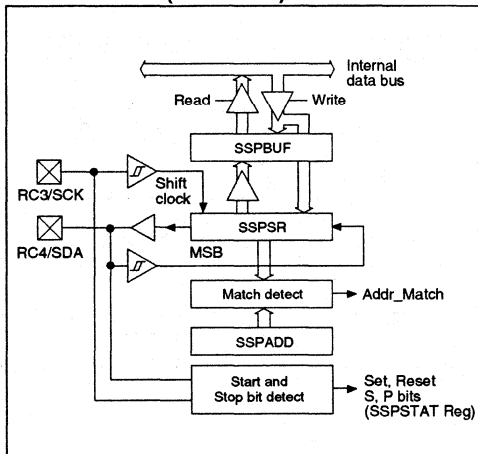 Internal
data bus
Read
Write
SSPBUF
RC3/SCK
Shift
clock
SSPSR
RC4/SDA
MSB
Match detect
Addr_Match
SSPADD
Start and
Stop bit detect
Set, Reset
S, P bits
(SSPSTAT Reg)